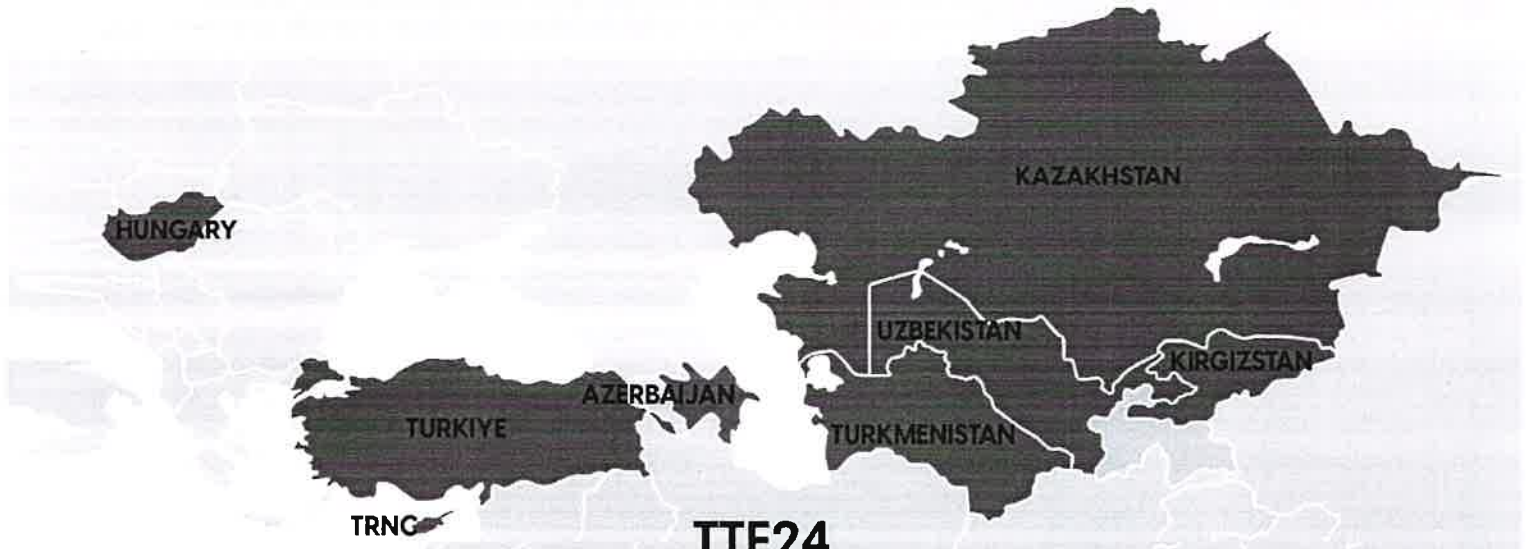 KAZAKHSTAN
HUNGARY
UZBEKISTAN
KIRGIZSTAN
AZERBAIJAN
TURKIYE
TURKMENISTAN
TRNC
TTF24